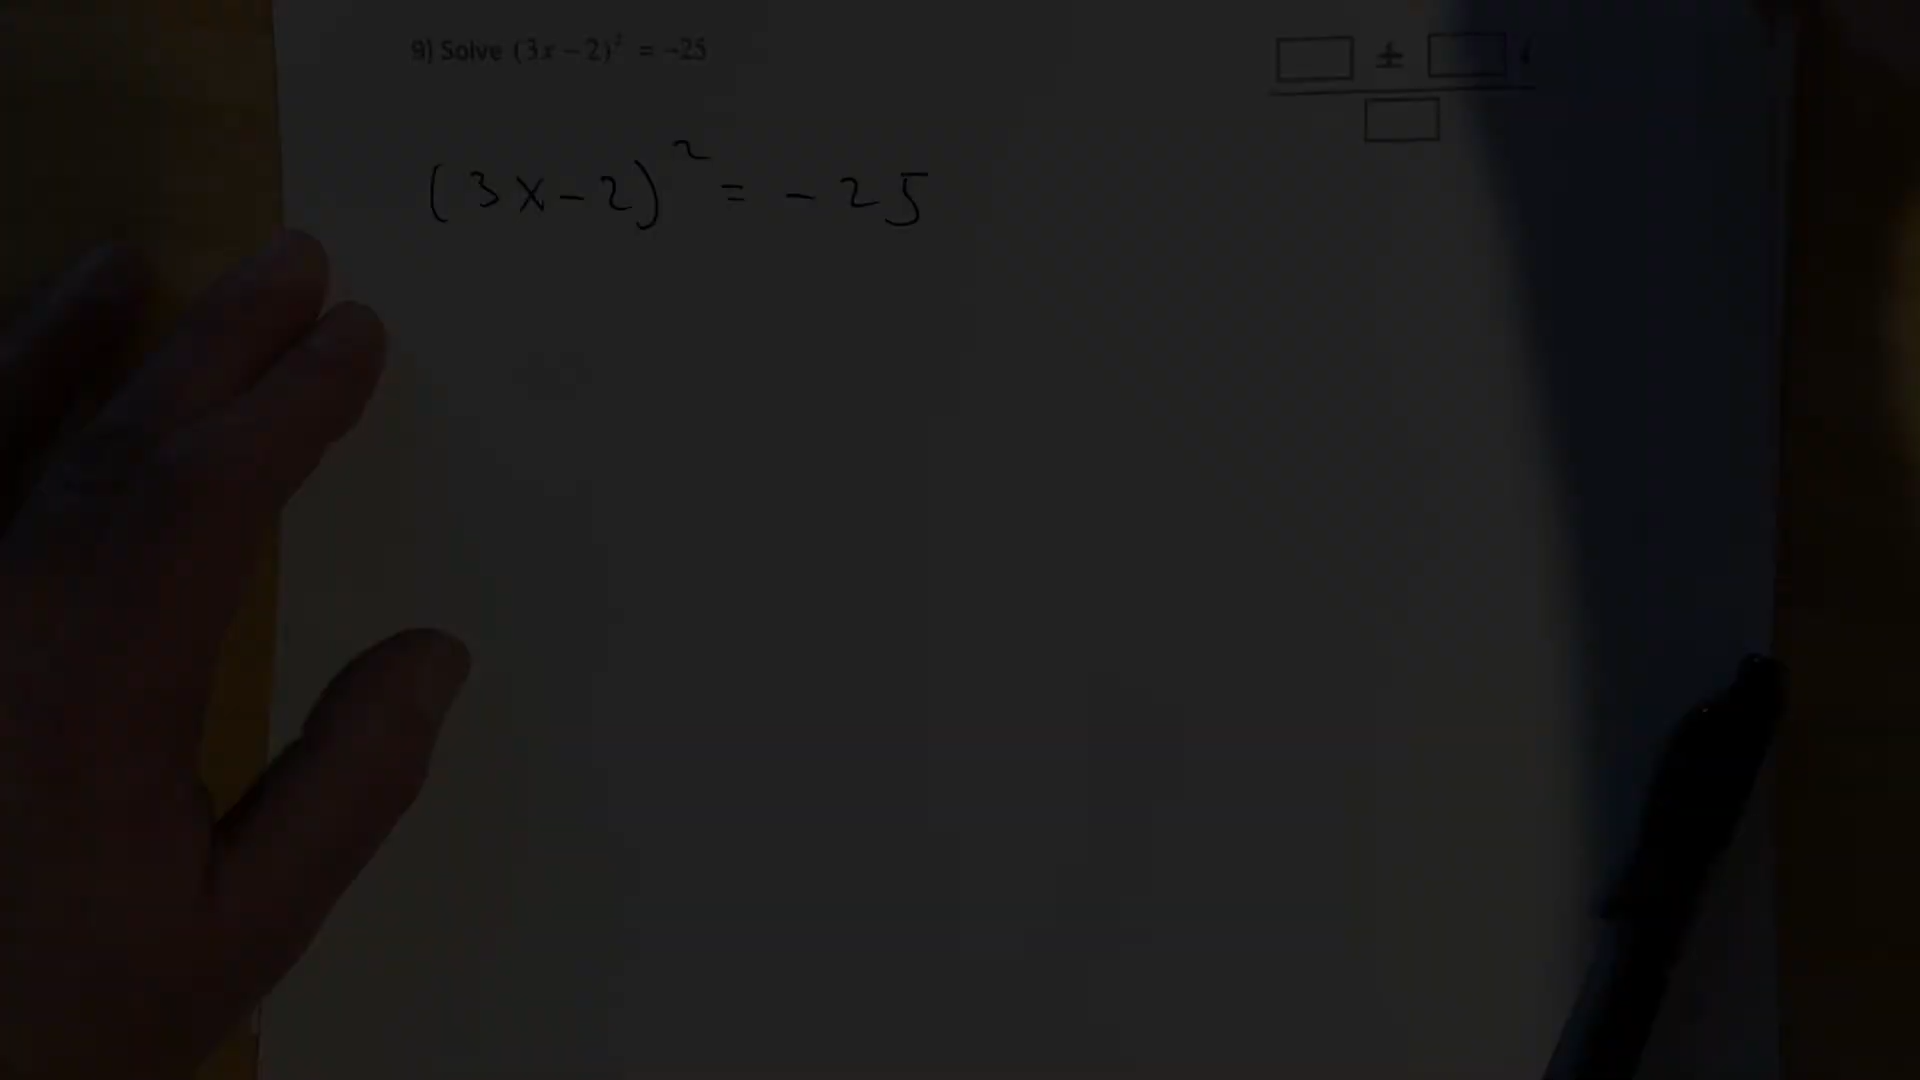 9) Solve (3x − 2)² = -25
□ ± □ i
□
(3x-2)² = -25